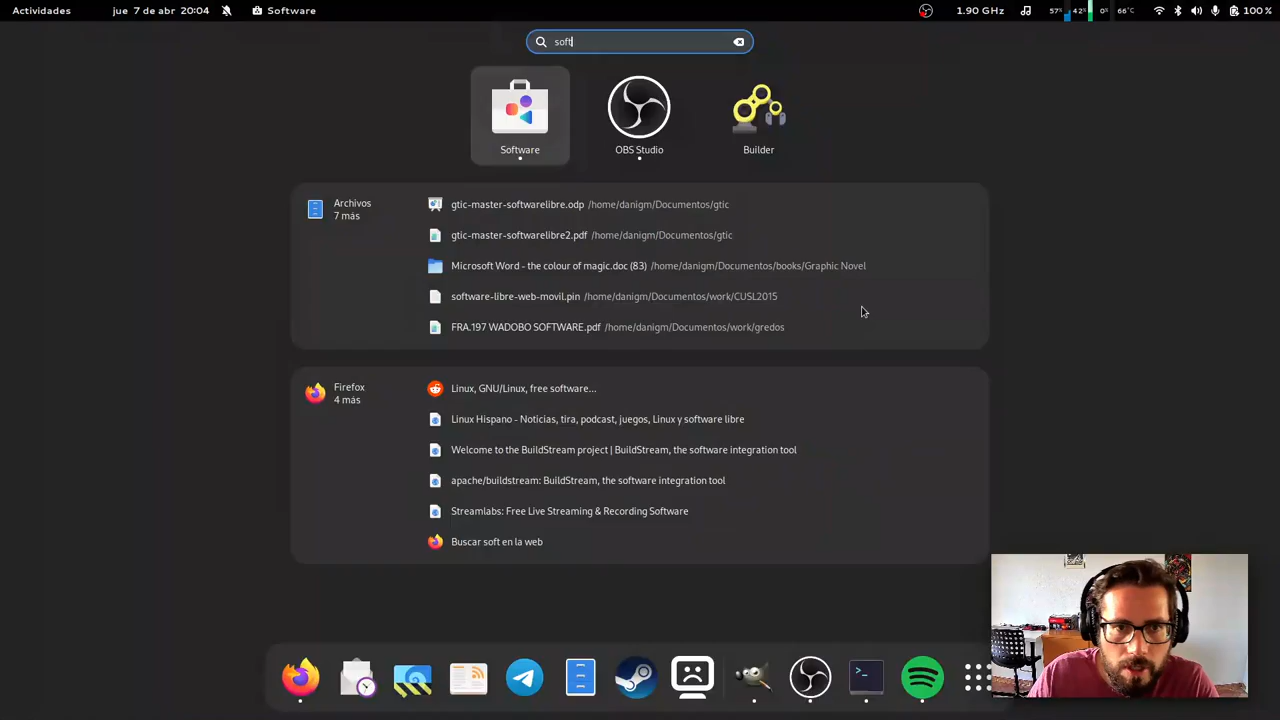 Actividades
jue 7 de abr 20:04
Software
1.90 GHz
57%
42%
0%
66°C
100 %
soft
Software
OBS Studio
Builder
Archivos
7 más
gtic-master-softwarelibre.odp /home/danigm/Documentos/gtic
gtic-master-softwarelibre2.pdf /home/danigm/Documentos/gtic
Microsoft Word - the colour of magic.doc (83) /home/danigm/Documentos/books/Graphic Novel
software-libre-web-movil.pin /home/danigm/Documentos/work/CUSL2015
FRA.197 WADOBO SOFTWARE.pdf /home/danigm/Documentos/work/gredos
Firefox
4 más
Linux, GNU/Linux, free software...
Linux Hispano - Noticias, tira, podcast, juegos, Linux y software libre
Welcome to the BuildStream project | BuildStream, the software integration tool
apache/buildstream: BuildStream, the software integration tool
Streamlabs: Free Live Streaming & Recording Software
Buscar soft en la web
>_